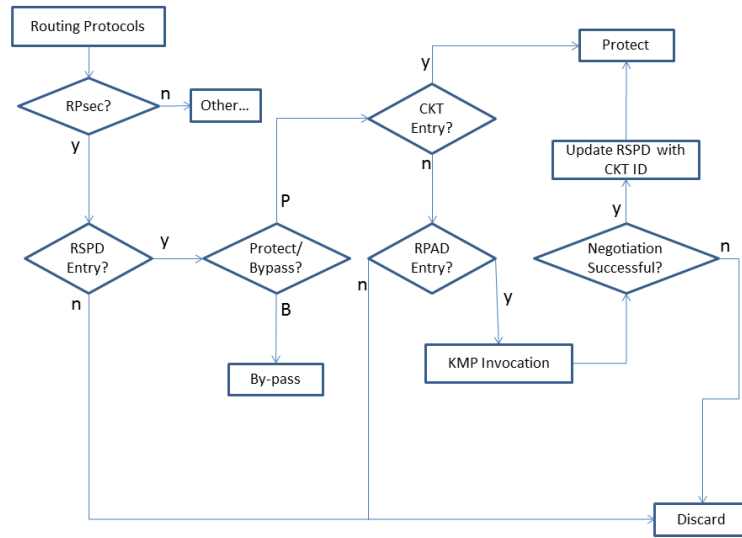 Routing Protocols
RPsec?
n
Other...
y
RSPD
Entry?
y
n
Protect/
Bypass?
P
B
By-pass
CKT
Entry?
y
n
RPAD
Entry?
n
y
KMP Invocation
Protect
Update RSPD with
CKT ID
y
Negotiation
Successful?
n
Discard